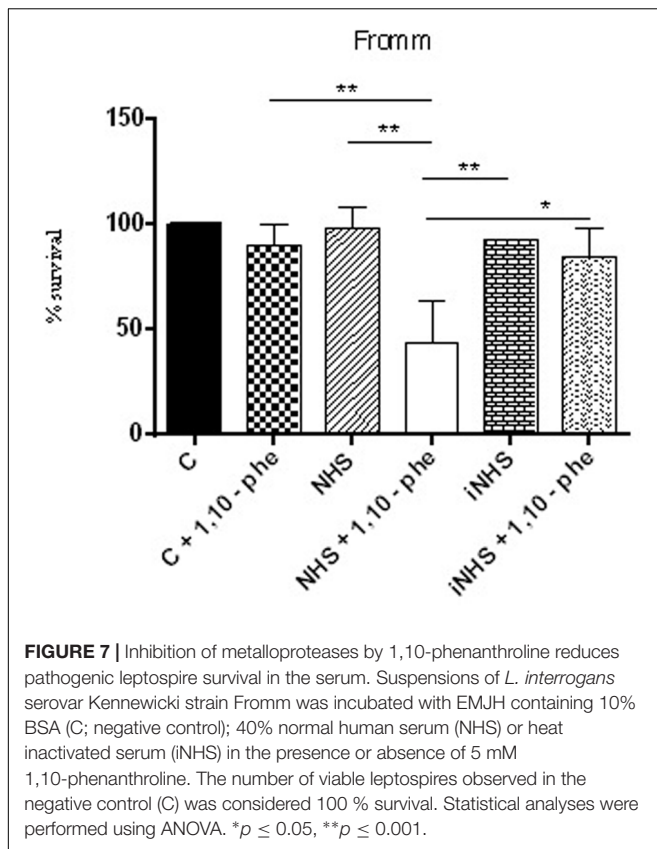 Fromm
**
**
**
*
150
100
50
0
% survival
C
C + 1,10 - phe
NHS
NHS + 1,10 - phe
iNHS
iNHS + 1,10 - phe
FIGURE 7 | Inhibition of metalloproteases by 1,10-phenanthroline reduces
pathogenic leptospire survival in the serum. Suspensions of L. interrogans
serovar Kennewicki strain Fromm was incubated with EMJH containing 10%
BSA (C; negative control); 40% normal human serum (NHS) or heat
inactivated serum (iNHS) in the presence or absence of 5 mM
1,10-phenanthroline. The number of viable leptospires observed in the
negative control (C) was considered 100 % survival. Statistical analyses were
performed using ANOVA. *p ≤ 0.05, **p ≤ 0.001.